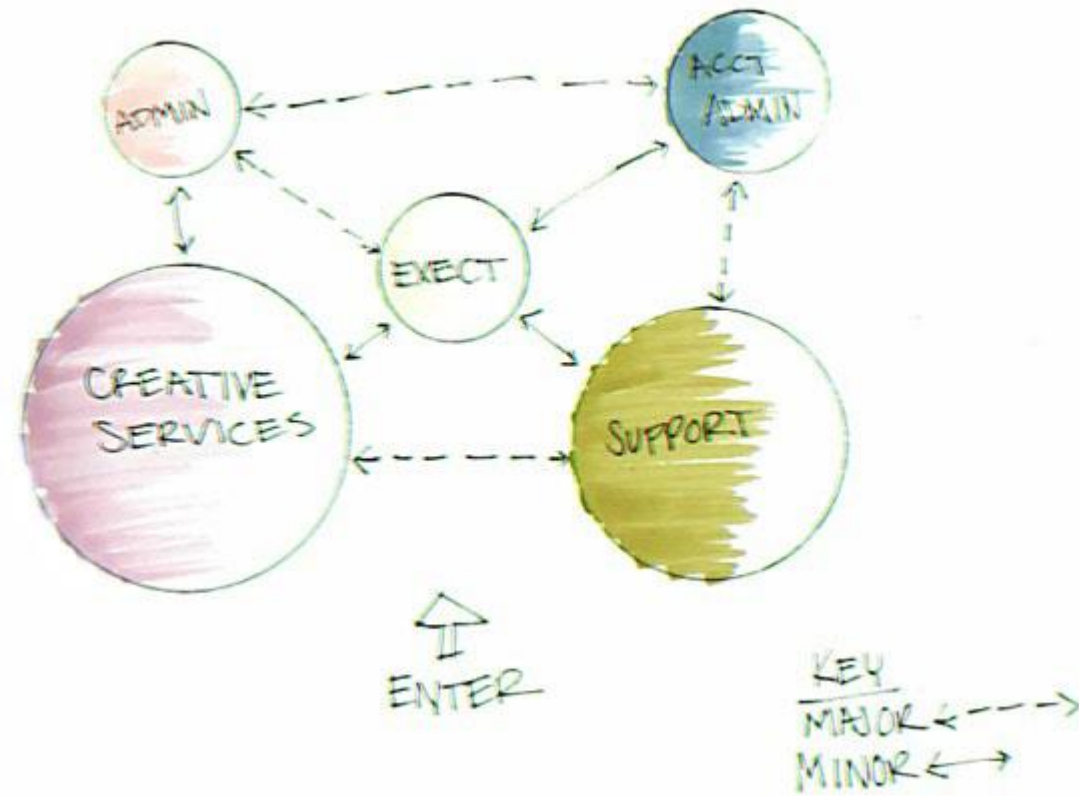 ADMIN
ACCT
ADMIN
EXECT
CREATIVE
SERVICES
SUPPORT
ENTER
KEY
MAJOR
MINOR